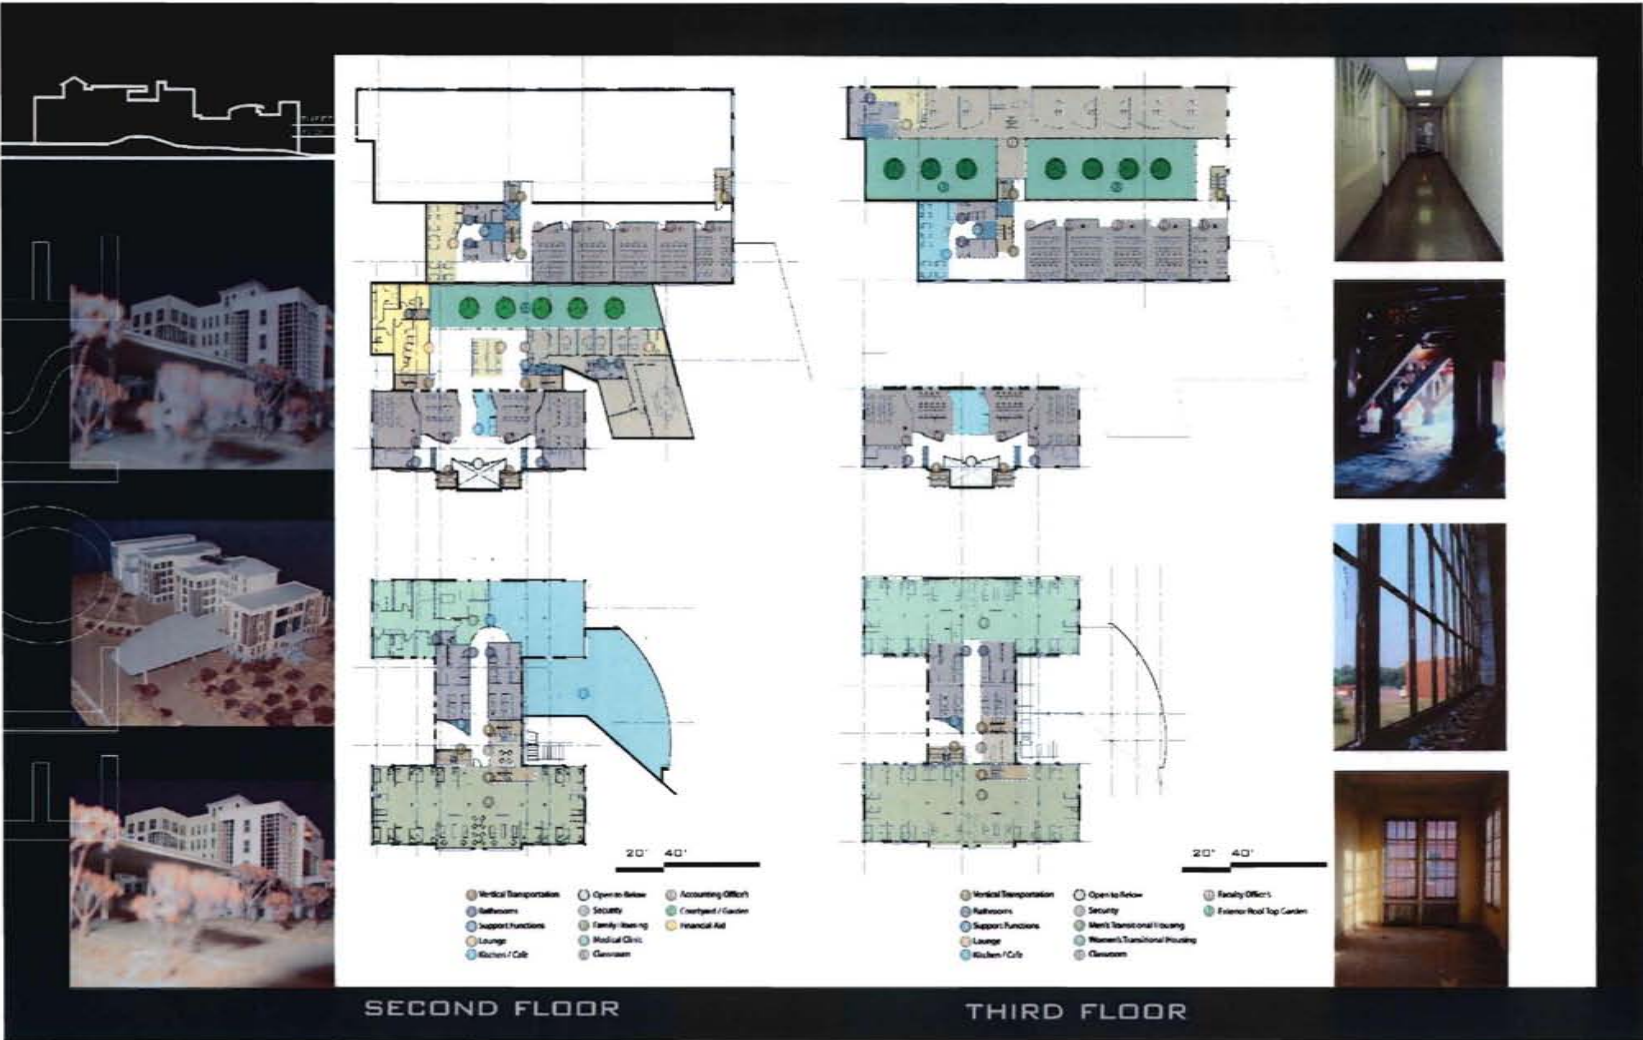 20' 40'
20' 40'
Vertical Transportation
Bathrooms
Support Functions
Lounge
Kitchen / Cafe
Open to Below
Security
Family Housing
Medical Clinic
Classroom
Accounting Offices
Courtyard / Garden
Financial Aid
Vertical Transportation
Bathrooms
Support Functions
Lounge
Kitchen / Cafe
Open to Below
Security
Men's Transitional Housing
Women's Transitional Housing
Classroom
Faculty Offices
Exterior Roof Top Garden
SECOND FLOOR
THIRD FLOOR